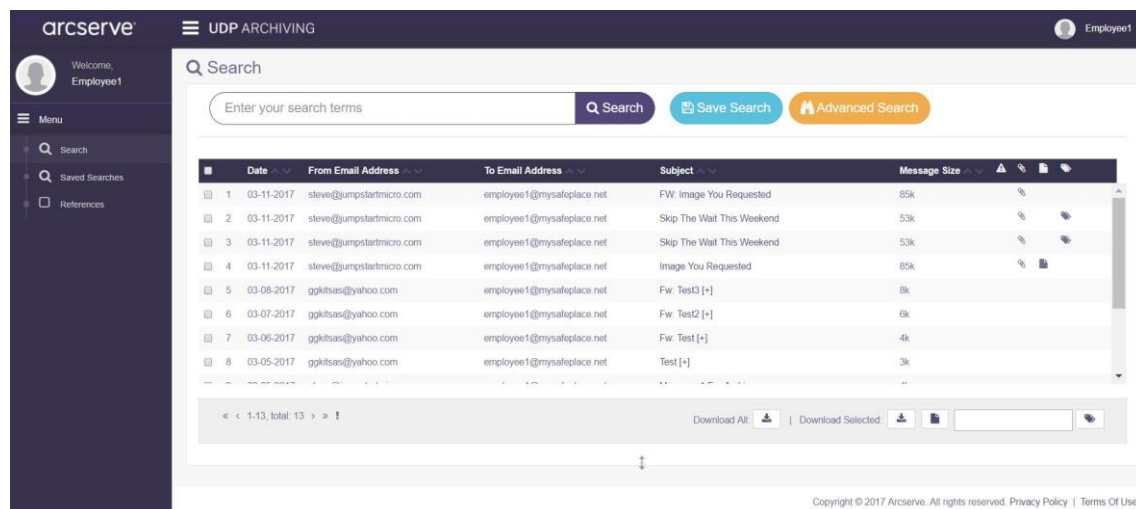 arcserve
UDP ARCHIVING
Employee1
Welcome,
Employee1
Menu
Search
Saved Searches
References
Search
Enter your search terms
Search
Save Search
Advanced Search
Date From Email Address To Email Address Subject Message Size
1 03-11-2017 steve@jumpstartmicro.com employee1@mysafeplace.net FW: Image You Requested 85k
2 03-11-2017 steve@jumpstartmicro.com employee1@mysafeplace.net Skip The Wait This Weekend 53k
3 03-11-2017 steve@jumpstartmicro.com employee1@mysafeplace.net Skip The Wait This Weekend 53k
4 03-11-2017 steve@jumpstartmicro.com employee1@mysafeplace.net Image You Requested 85k
5 03-08-2017 ggkitsas@yahoo.com employee1@mysafeplace.net Fw: Test3 [+] 8k
6 03-07-2017 ggkitsas@yahoo.com employee1@mysafeplace.net Fw: Test2 [+] 6k
7 03-06-2017 ggkitsas@yahoo.com employee1@mysafeplace.net Fw: Test [+] 4k
8 03-05-2017 ggkitsas@yahoo.com employee1@mysafeplace.net Test [+] 3k
« ‹ 1-13, total: 13 › » !
Download All: | Download Selected:
Copyright © 2017 Arcserve. All rights reserved. Privacy Policy | Terms Of Use